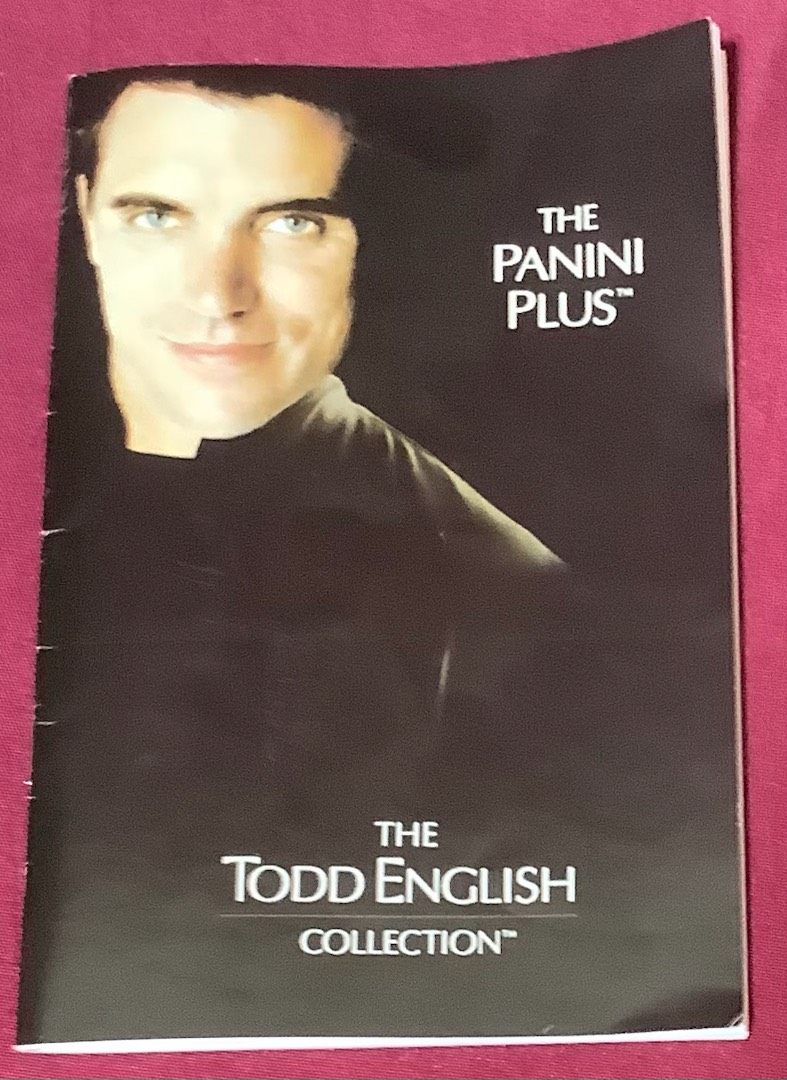 THE
PANINI
PLUS™
THE
TODD ENGLISH
COLLECTION™